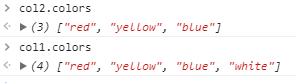 > col2.colors
<· ▶ (3) ["red", "yellow", "blue"]
> col1.colors
<· ▶ (4) ["red", "yellow", "blue", "white"]